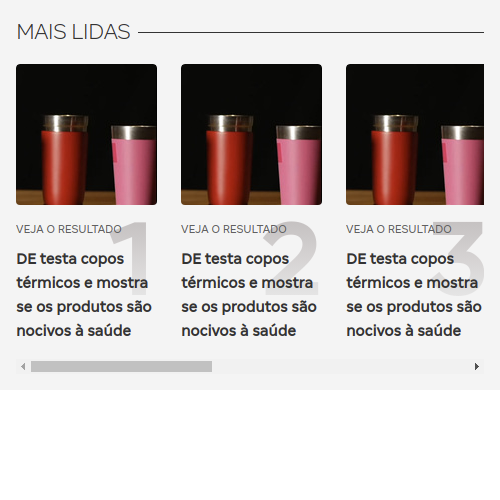 MAIS LIDAS
VEJA O RESULTADO
1
DE testa copos
térmicos e mostra
se os produtos são
nocivos à saúde
VEJA O RESULTADO
2
DE testa copos
térmicos e mostra
se os produtos são
nocivos à saúde
VEJA O RESULTADO
3
DE testa copos
térmicos e mostra
se os produtos são
nocivos à saúde